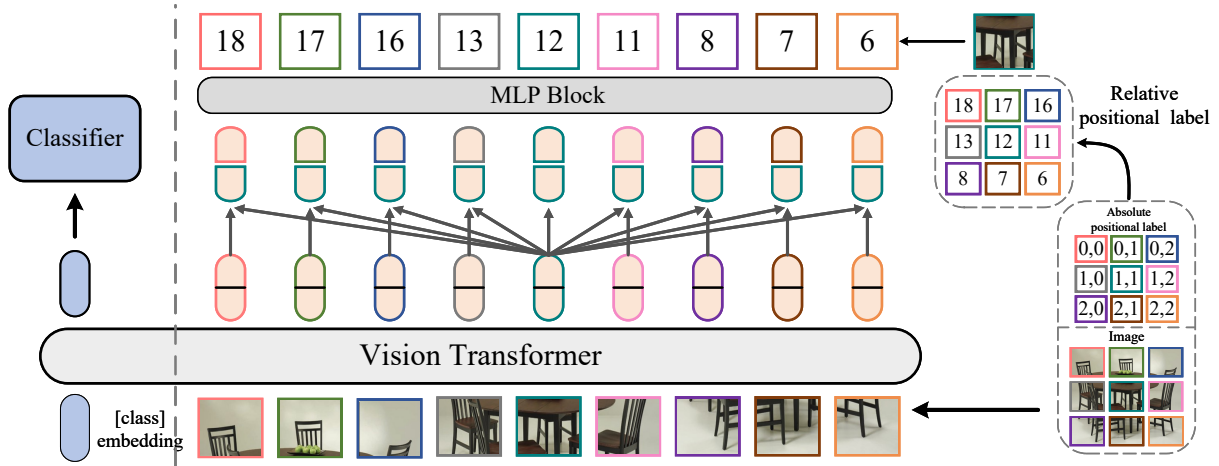 18 17 16 13 12 11 8 7 6
MLP Block
Classifier
Vision Transformer
[class]
embedding
Relative
positional label
18 17 16
13 12 11
8 7 6
Absolute
positional label
0,0 0,1 0,2
1,0 1,1 1,2
2,0 2,1 2,2
Image